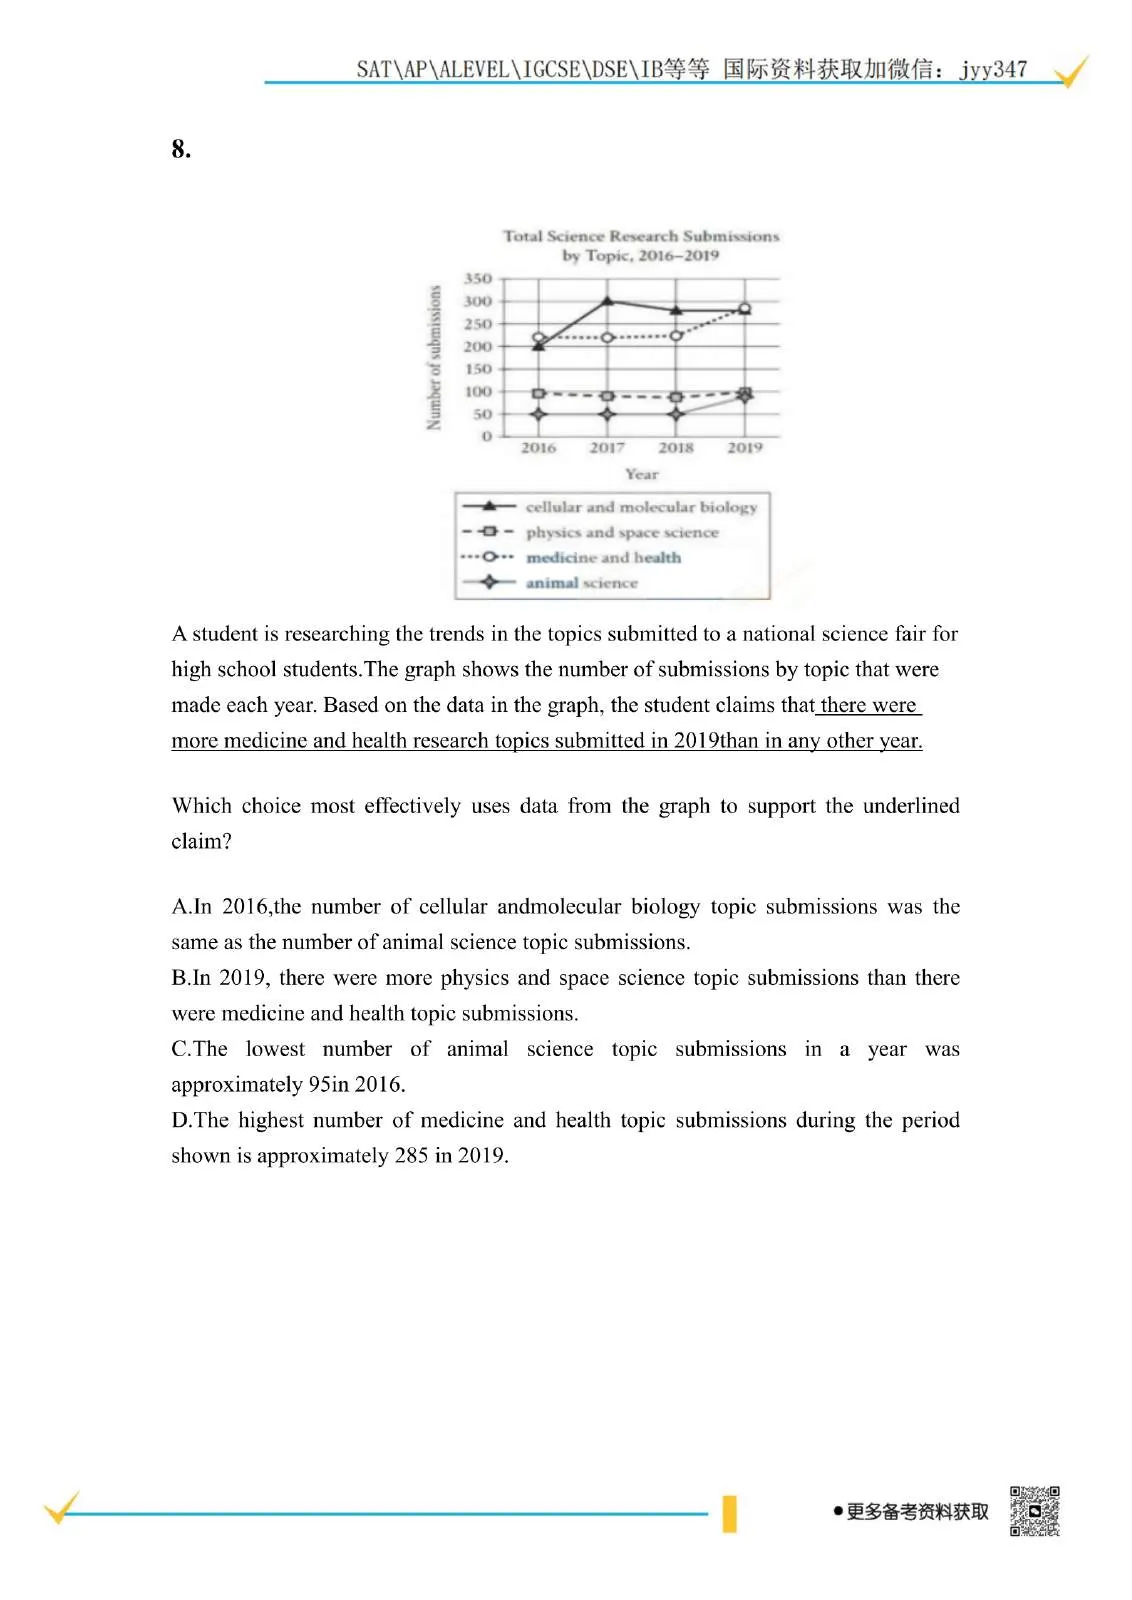 SAT\AP\ALEVEL\IGCSE\DSE\IB等等 国际资料获取加微信：jyy347
8.
Total Science Research Submissions
by Topic, 2016–2019
Number of submissions
350
300
250
200
150
100
50
0
2016 2017 2018 2019
Year
cellular and molecular biology
physics and space science
medicine and health
animal science
A student is researching the trends in the topics submitted to a national science fair for
high school students.The graph shows the number of submissions by topic that were
made each year. Based on the data in the graph, the student claims that there were
more medicine and health research topics submitted in 2019than in any other year.
Which choice most effectively uses data from the graph to support the underlined
claim?
A.In 2016,the number of cellular andmolecular biology topic submissions was the
same as the number of animal science topic submissions.
B.In 2019, there were more physics and space science topic submissions than there
were medicine and health topic submissions.
C.The lowest number of animal science topic submissions in a year was
approximately 95in 2016.
D.The highest number of medicine and health topic submissions during the period
shown is approximately 285 in 2019.
●更多备考资料获取